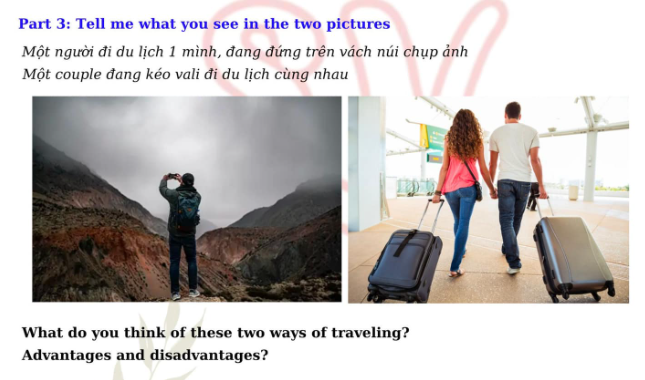 Part 3: Tell me what you see in the two pictures
Một người đi du lịch 1 mình, đang đứng trên vách núi chụp ảnh
Một couple đang kéo vali đi du lịch cùng nhau
What do you think of these two ways of traveling?
Advantages and disadvantages?